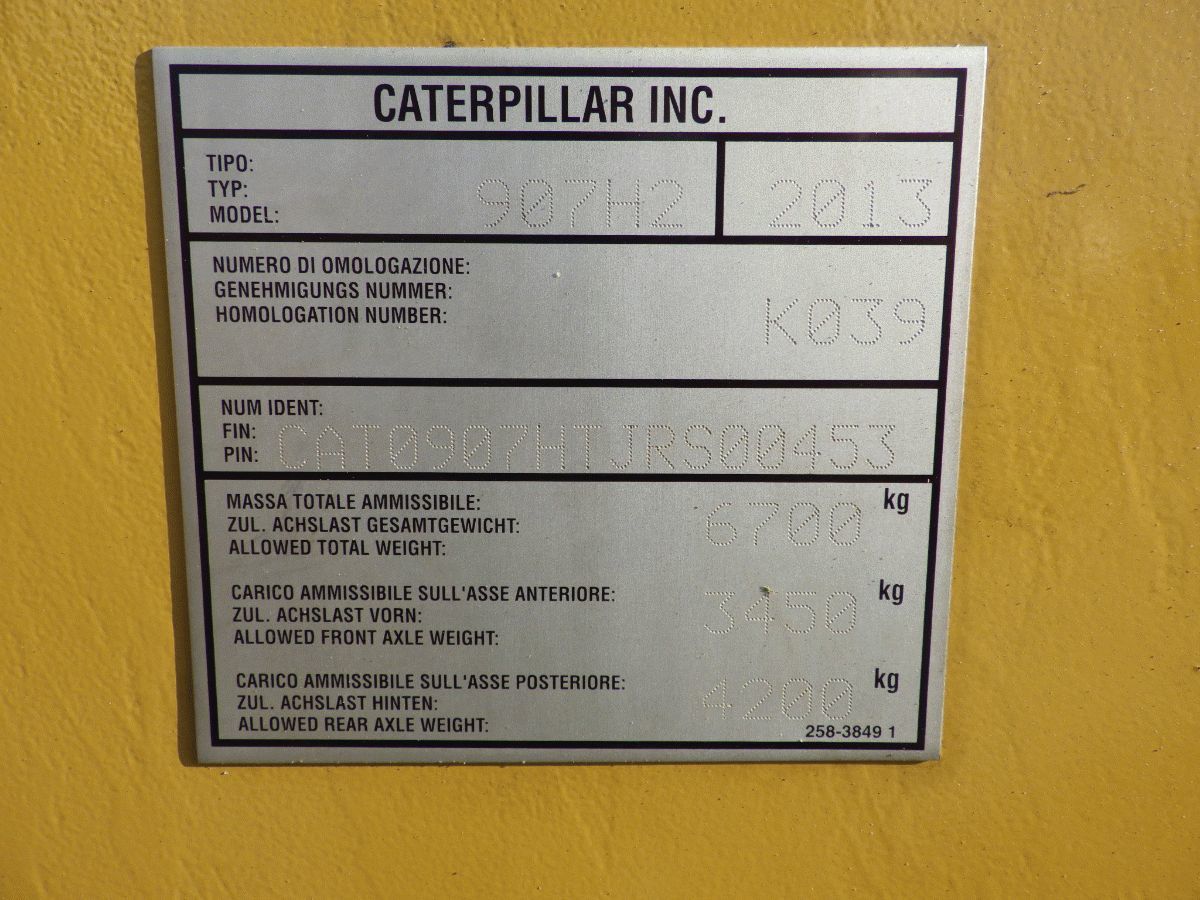 CATERPILLAR INC.
TIPO:
TYP:
MODEL: 907H2 2013
NUMERO DI OMOLOGAZIONE:
GENEHMIGUNGS NUMMER:
HOMOLOGATION NUMBER: K039
NUM IDENT:
FIN:
PIN: CAT0907HTJRS00453
MASSA TOTALE AMMISSIBILE: kg
ZUL. ACHSLAST GESAMTGEWICHT: 6700
ALLOWED TOTAL WEIGHT:
CARICO AMMISSIBILE SULL'ASSE ANTERIORE: kg
ZUL. ACHSLAST VORN: 3450
ALLOWED FRONT AXLE WEIGHT:
CARICO AMMISSIBILE SULL'ASSE POSTERIORE: kg
ZUL. ACHSLAST HINTEN: 4200
ALLOWED REAR AXLE WEIGHT:
258-3849 1